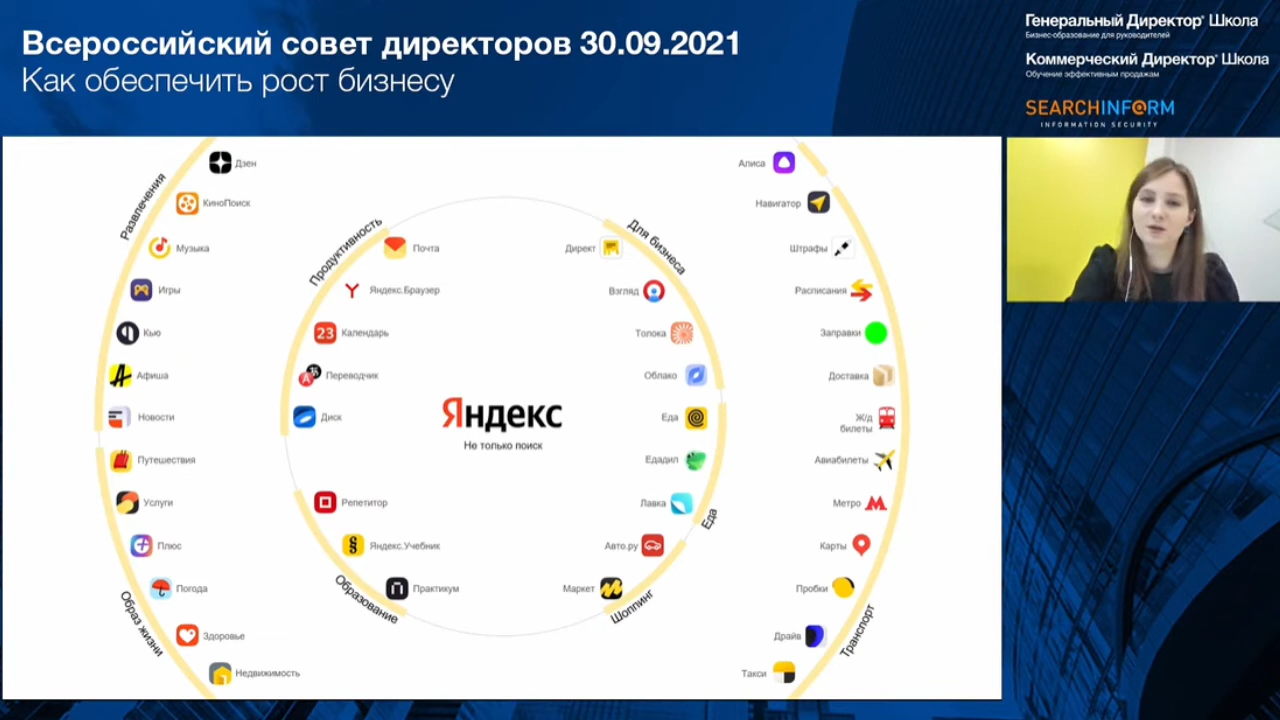 Всероссийский совет директоров 30.09.2021
Как обеспечить рост бизнесу
Генеральный Директор® Школа
Бизнес-образование для руководителей
Коммерческий Директор® Школа
Обучение эффективным продажам
SEARCHINF@RM
INFORMATION SECURITY
Развлечения
Дзен
КиноПоиск
Музыка
Игры
Кью
Афиша
Новости
Путешествия
Услуги
Плюс
Погода
Здоровье
Недвижимость
Образ жизни
Продуктивность
Почта
Яндекс.Браузер
23
Календарь
Переводчик
Диск
Репетитор
Яндекс.Учебник
Практикум
Образование
Яндекс
Не только поиск
Для бизнеса
Директ
Взгляд
Толока
Облако
Еда
Едадил
Лавка
Еда
Авто.ру
Маркет
Шоппинг
Алиса
Навигатор
Штрафы
Расписания
Заправки
Доставка
Ж/д
билеты
Авиабилеты
Метро
Карты
Пробки
Драйв
Такси
Транспорт